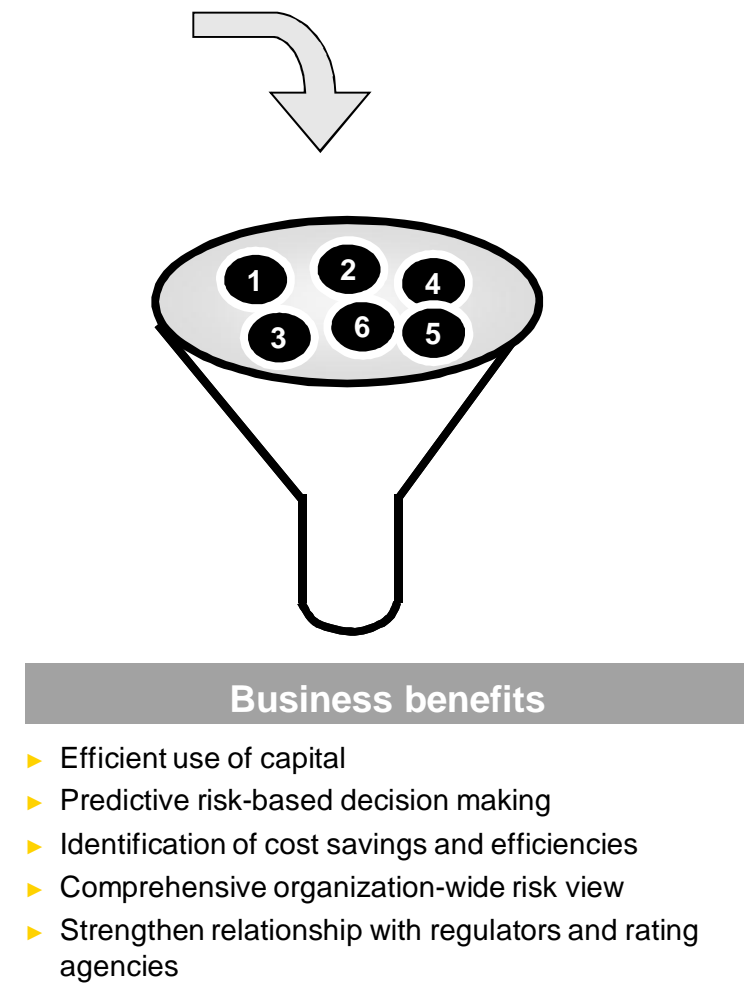 1
2
4
3
6
5
Business benefits
► Efficient use of capital
► Predictive risk-based decision making
► Identification of cost savings and efficiencies
► Comprehensive organization-wide risk view
► Strengthen relationship with regulators and rating
agencies